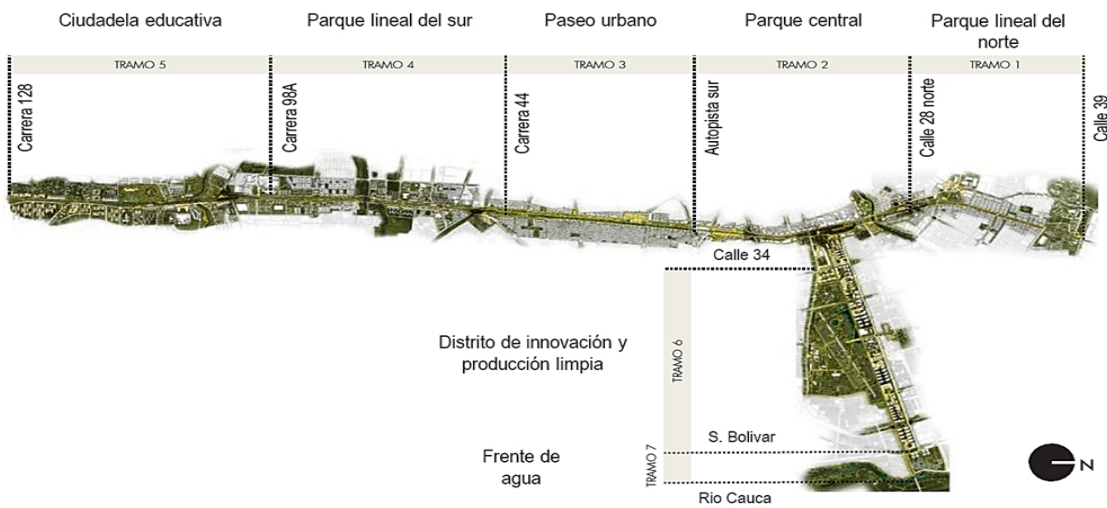 Ciudadela educativa
Parque lineal del sur
Paseo urbano
Parque central
Parque lineal del
norte
TRAMO 5
TRAMO 4
TRAMO 3
TRAMO 2
TRAMO 1
Carrera 128
Carrera 98A
Carrera 44
Autopista sur
Calle 28 norte
Calle 39
Calle 34
Distrito de innovación y
producción limpia
TRAMO 6
S. Bolivar
Frente de
agua
TRAMO 7
Rio Cauca
N